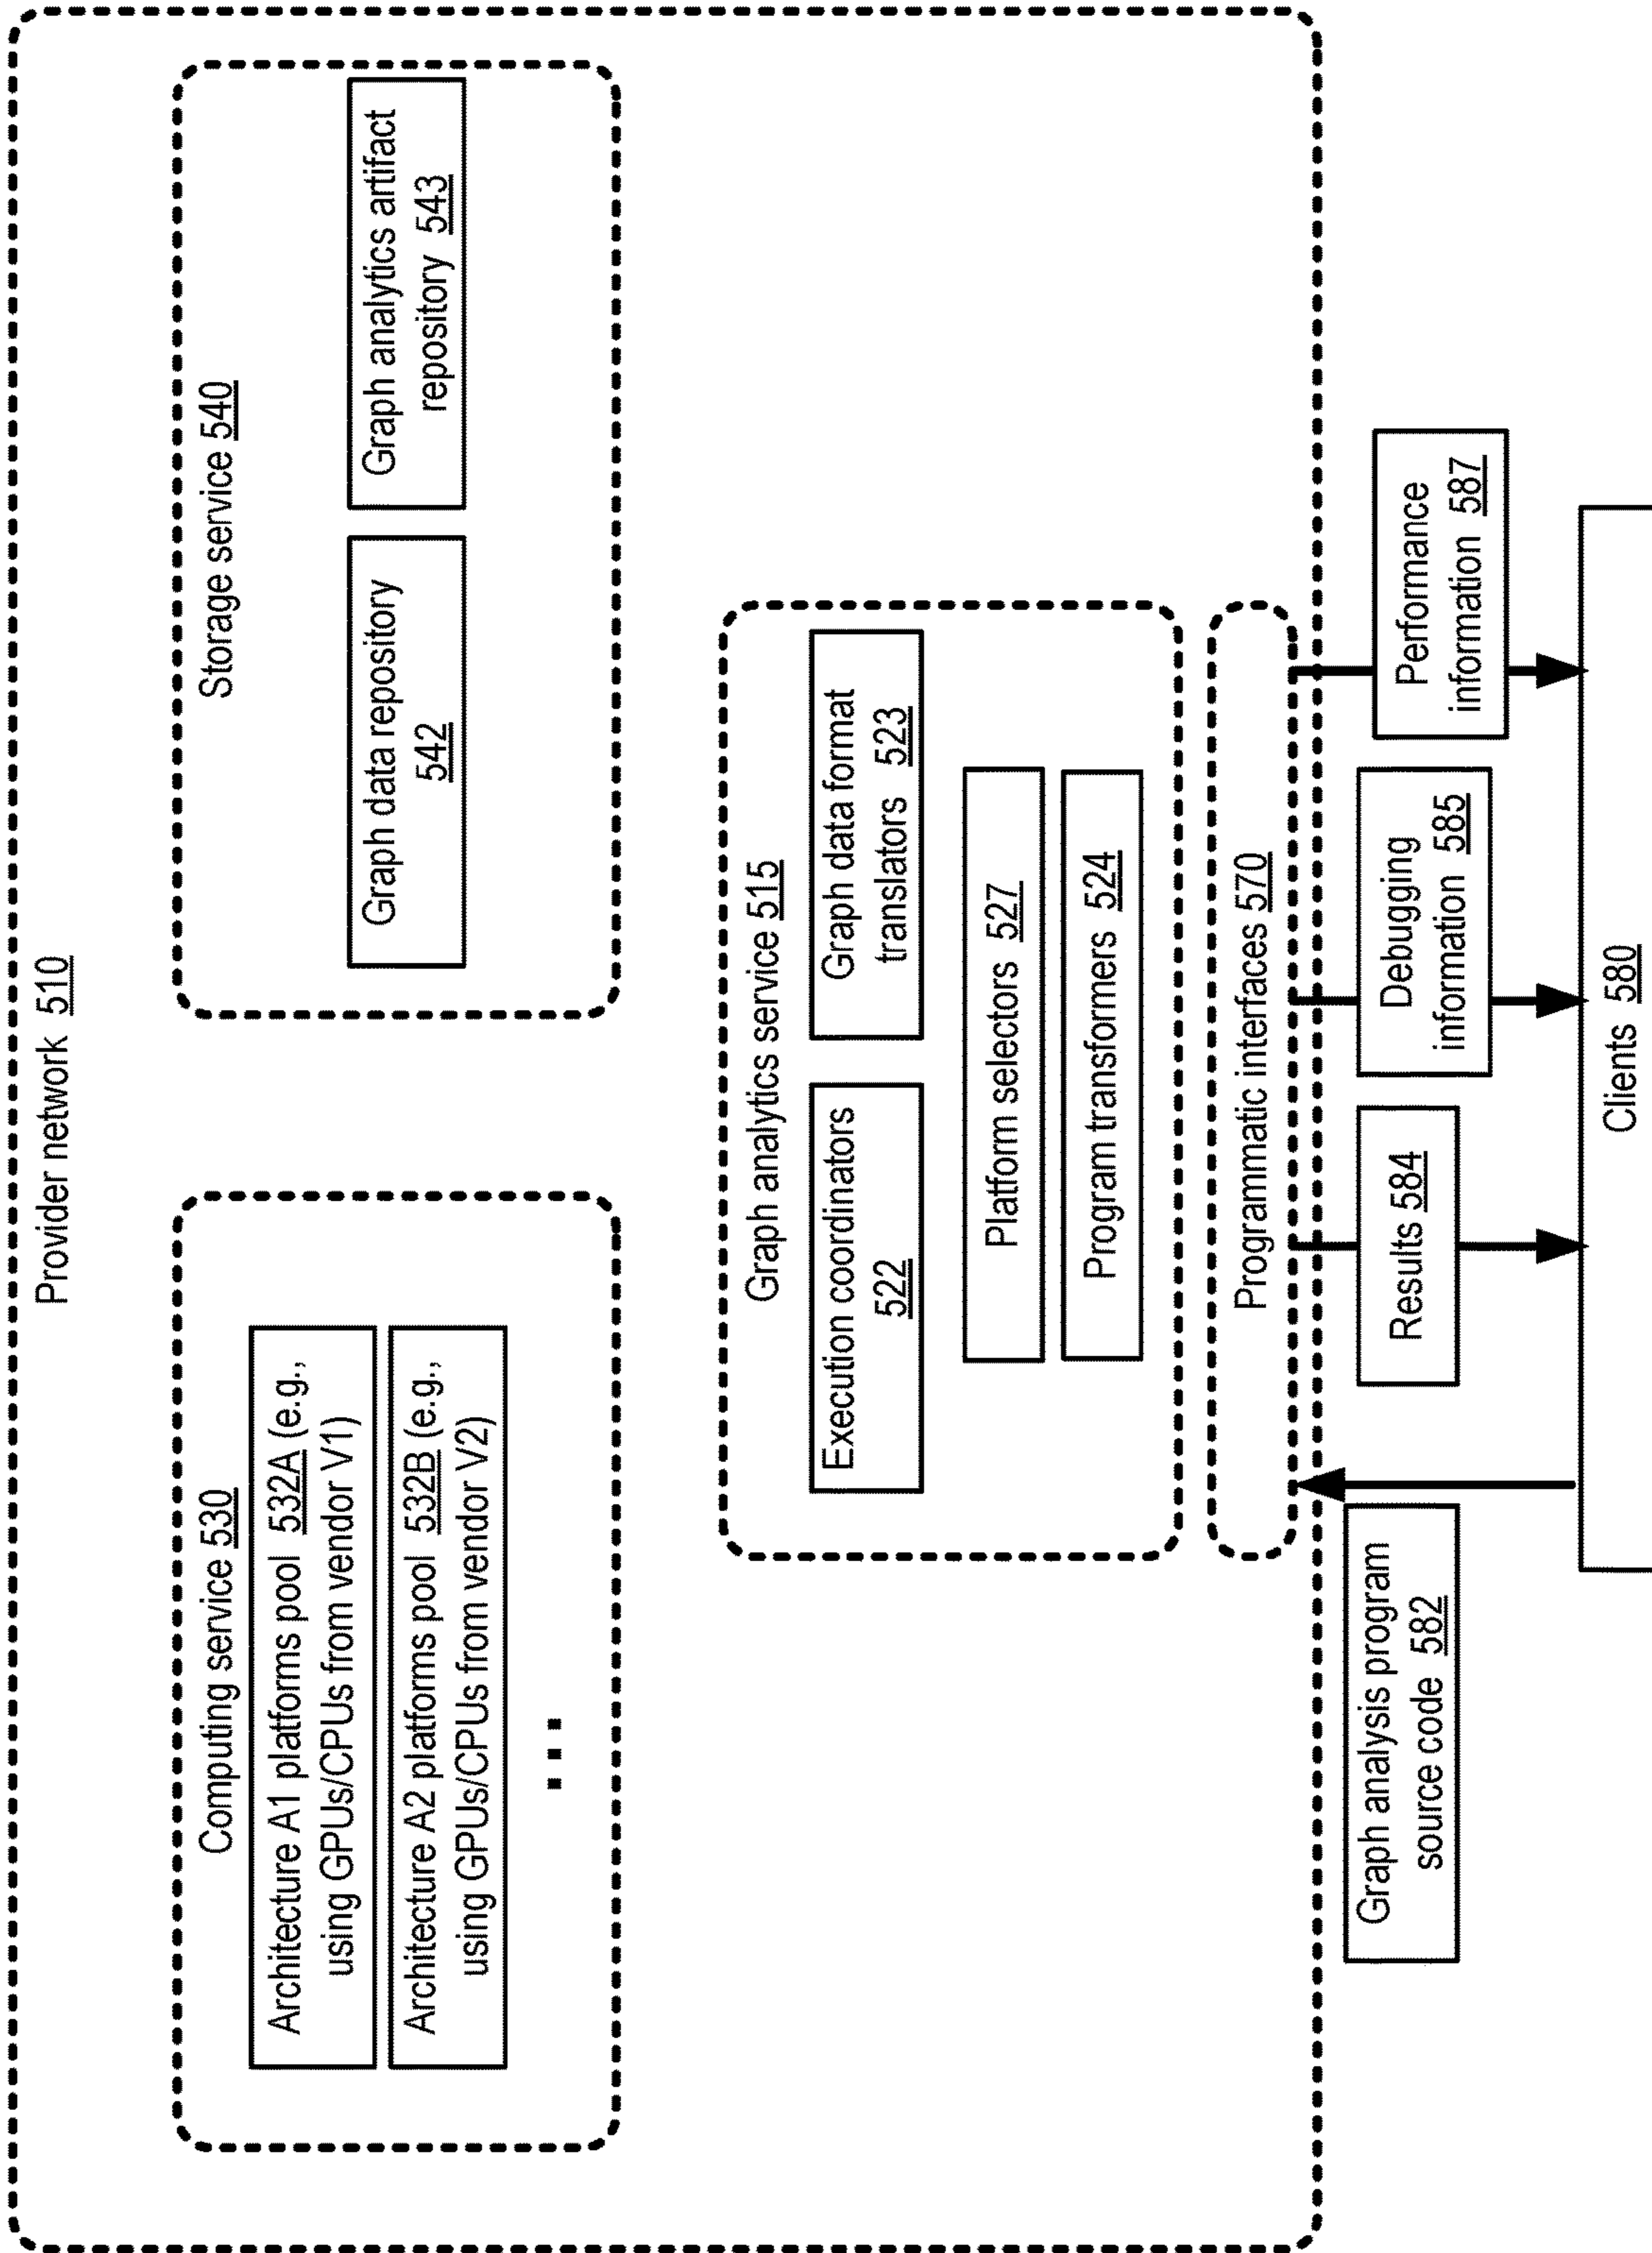 Provider network 510
Computing service 530
Architecture A1 platforms pool 532A (e.g.,
using GPUs/CPUs from vendor V1)
Architecture A2 platforms pool 532B (e.g.,
using GPUs/CPUs from vendor V2)
...
Storage service 540
Graph data repository
542
Graph analytics artifact
repository 543
Graph analytics service 515
Execution coordinators
522
Graph data format
translators 523
Platform selectors 527
Program transformers 524
Programmatic interfaces 570
Graph analysis program
source code 582
Results 584
Debugging
information 585
Performance
information 587
Clients 580